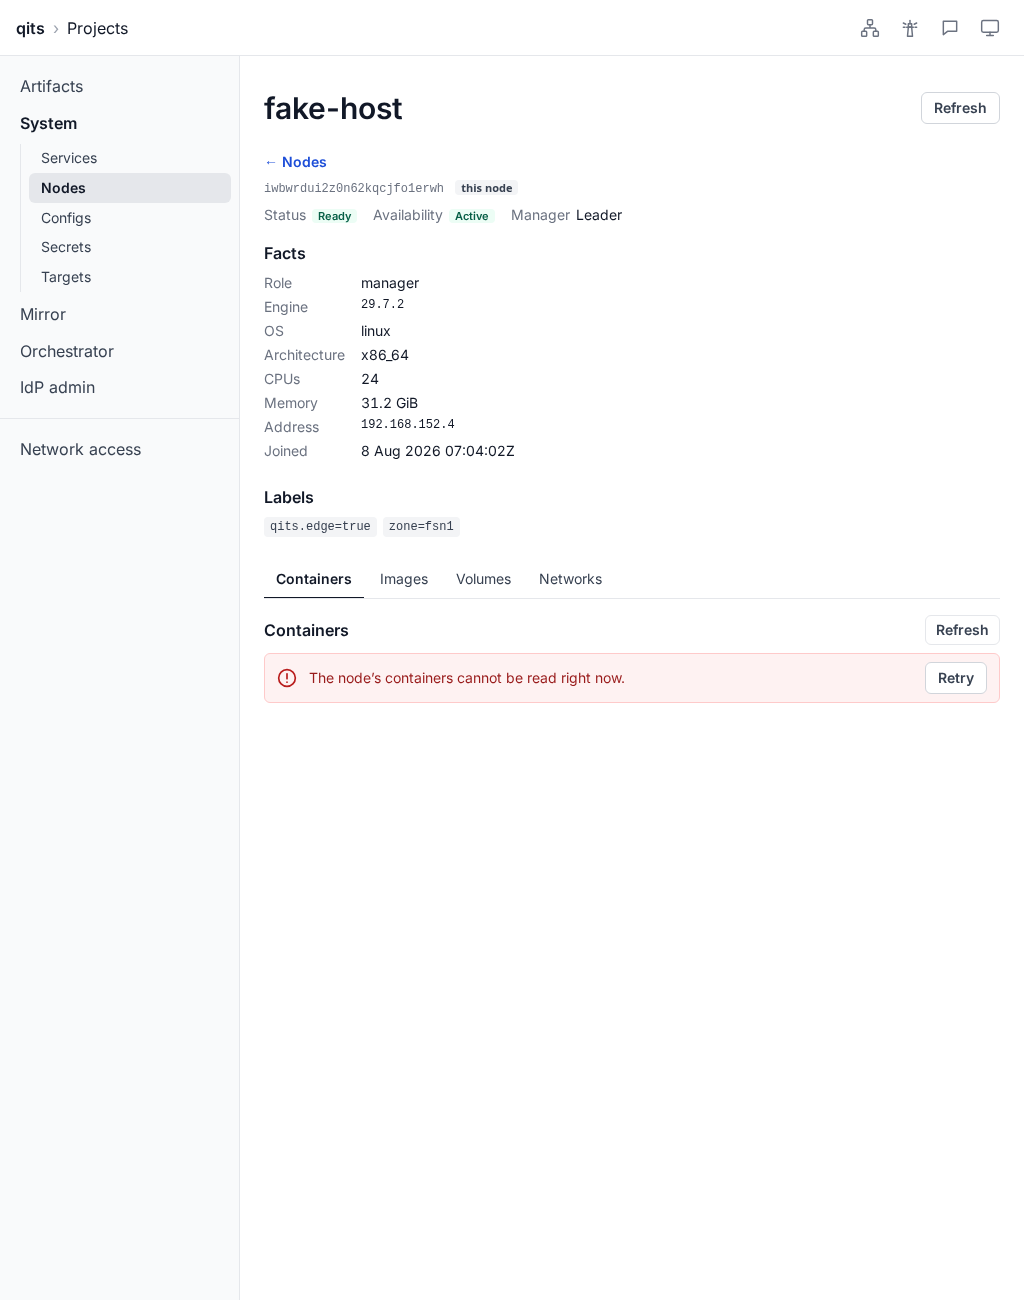 qits › Projects
Artifacts
System
Services
Nodes
Configs
Secrets
Targets
Mirror
Orchestrator
IdP admin
Network access
fake-host
Refresh
← Nodes
iwbwrdui2z0n62kqcjfo1erwh this node
Status Ready Availability Active Manager Leader
Facts
Role manager
Engine 29.7.2
OS linux
Architecture x86_64
CPUs 24
Memory 31.2 GiB
Address 192.168.152.4
Joined 8 Aug 2026 07:04:02Z
Labels
qits.edge=true zone=fsn1
Containers Images Volumes Networks
Containers Refresh
The node’s containers cannot be read right now. Retry